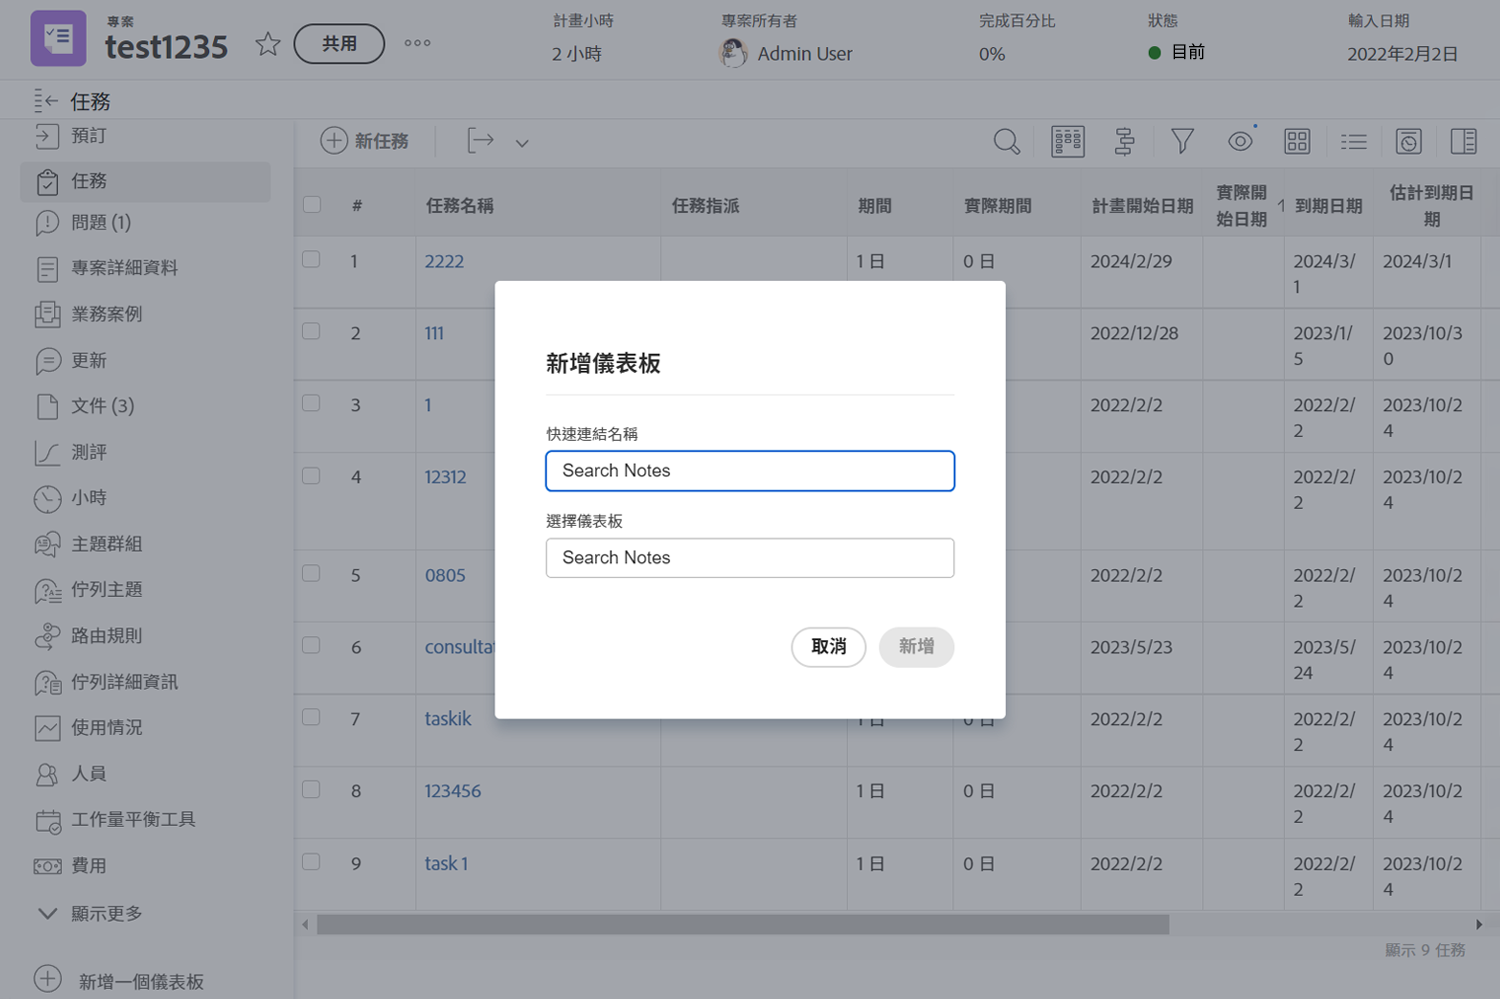 專案
test1235
共用
計畫小時
2 小時
專案所有者
Admin User
完成百分比
0%
狀態
目前
輸入日期
2022年2月2日
任務
預訂
任務
問題 (1)
專案詳細資料
業務案例
更新
文件 (3)
測評
小時
主題群組
佇列主題
路由規則
佇列詳細資訊
使用情況
人員
工作量平衡工具
費用
顯示更多
新增一個儀表板
新任務
# 任務名稱 任務指派 期間 實際期間 計畫開始日期 實際開始日期 到期日期 估計到期日期
1 2222 1 日 0 日 2024/2/29 2024/3/1 2024/3/1
2 111 2022/12/28 2023/1/5 2023/10/30
3 1 2022/2/2 2022/2/2 2023/10/24
4 12312 2022/2/2 2022/2/2 2023/10/24
5 0805 2022/2/2 2022/2/2 2023/10/24
6 consultat 2023/5/23 2023/5/24 2023/10/24
7 taskik 1 日 0 日 2022/2/2 2022/2/2 2023/10/24
8 123456 1 日 0 日 2022/2/2 2022/2/2 2023/10/24
9 task 1 1 日 0 日 2022/2/2 2022/2/2 2023/10/24
顯示 9 任務
新增儀表板
快速連結名稱
Search Notes
選擇儀表板
Search Notes
取消
新增